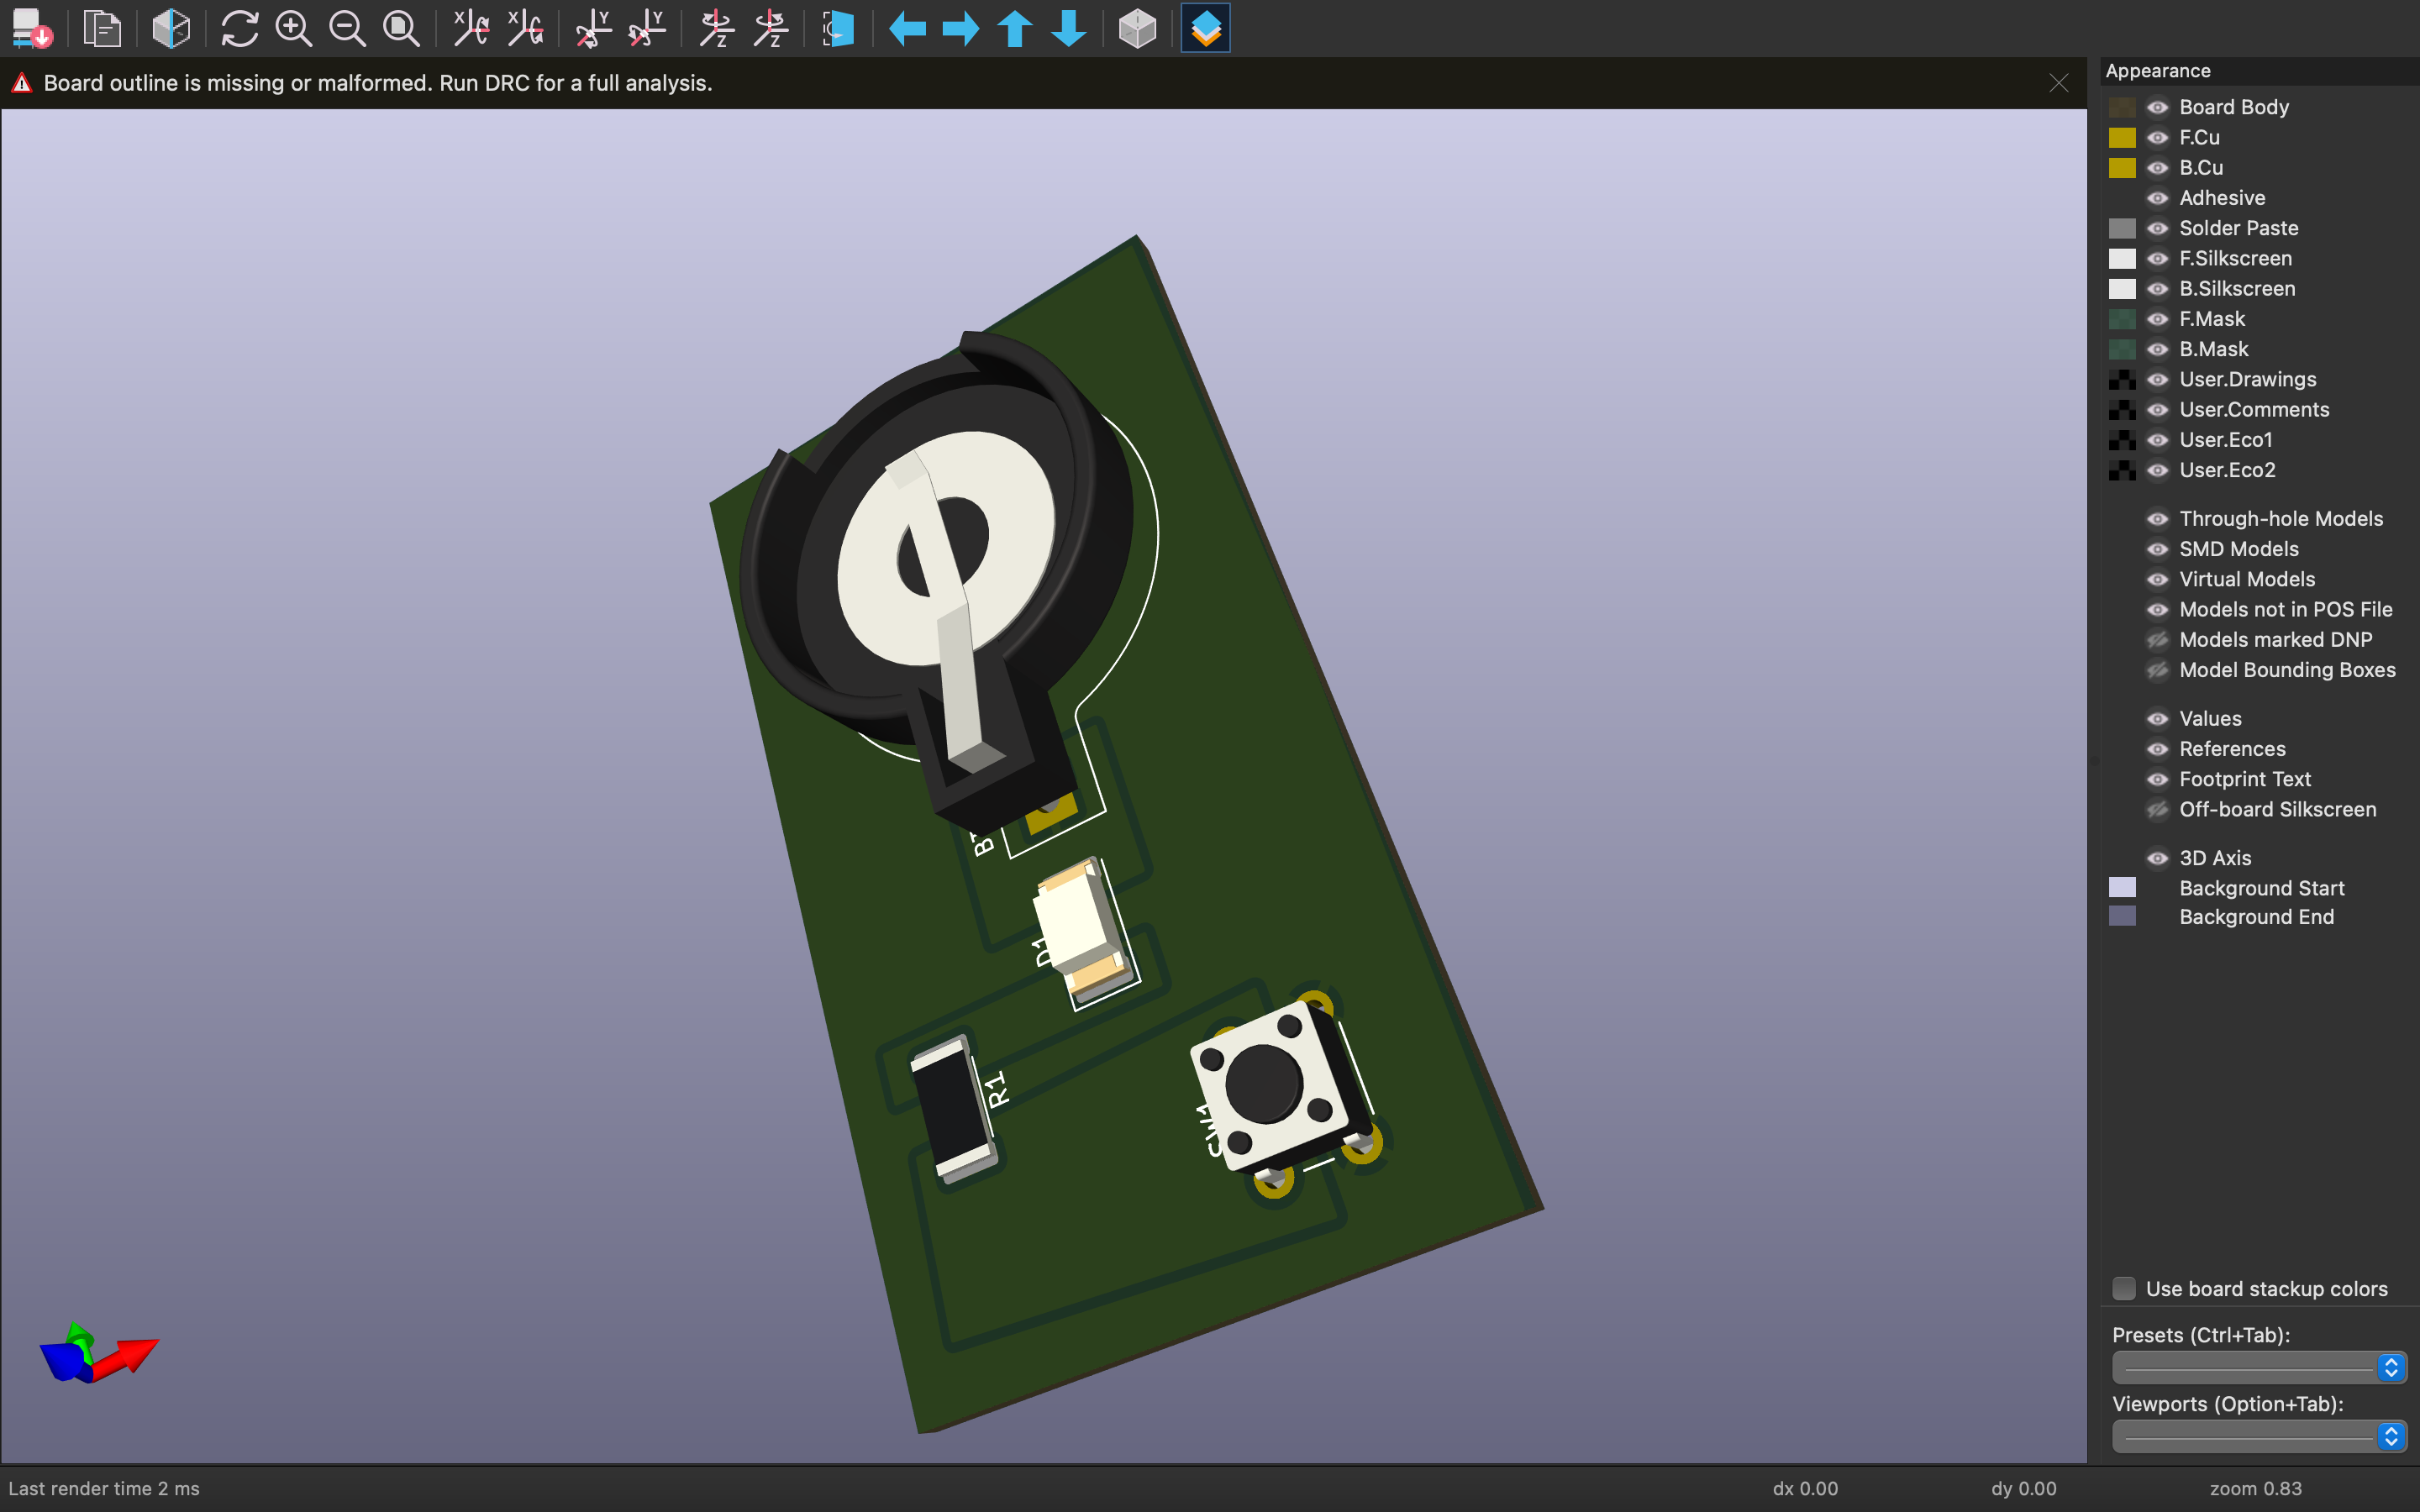 X
X
Y
Y
Z
Z
Board outline is missing or malformed. Run DRC for a full analysis.
Appearance
Board Body
F.Cu
B.Cu
Adhesive
Solder Paste
F.Silkscreen
B.Silkscreen
F.Mask
B.Mask
User.Drawings
User.Comments
User.Eco1
User.Eco2
Through-hole Models
SMD Models
Virtual Models
Models not in POS File
Models marked DNP
Model Bounding Boxes
Values
References
Footprint Text
Off-board Silkscreen
3D Axis
Background Start
Background End
D1
R1
SW1
Use board stackup colors
Presets (Ctrl+Tab):
Viewports (Option+Tab):
Last render time 2 ms
dx 0.00
dy 0.00
zoom 0.83